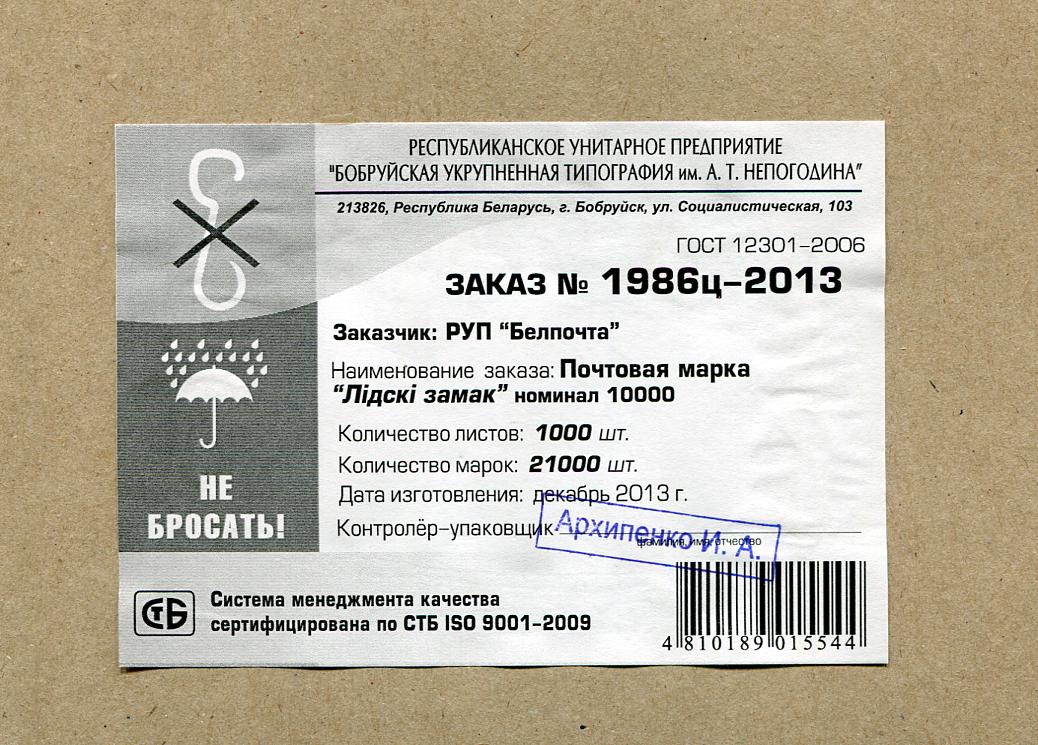 РЕСПУБЛИКАНСКОЕ УНИТАРНОЕ ПРЕДПРИЯТИЕ
"БОБРУЙСКАЯ УКРУПНЕННАЯ ТИПОГРАФИЯ им. А. Т. НЕПОГОДИНА"
213826, Республика Беларусь, г. Бобруйск, ул. Социалистическая, 103
ГОСТ 12301-2006
ЗАКАЗ № 1986ц-2013
Заказчик: РУП "Белпочта"
Наименование заказа: Почтовая марка
"Лідскі замак" номинал 10000
Количество листов: 1000 шт.
Количество марок: 21000 шт.
Дата изготовления: декабрь 2013 г.
Контролёр-упаковщик
Архипенко И. А.
фамилия, имя, отчество
НЕ
БРОСАТЬ!
СТБ
Система менеджмента качества
сертифицирована по СТБ ISO 9001-2009
4 810189 015544